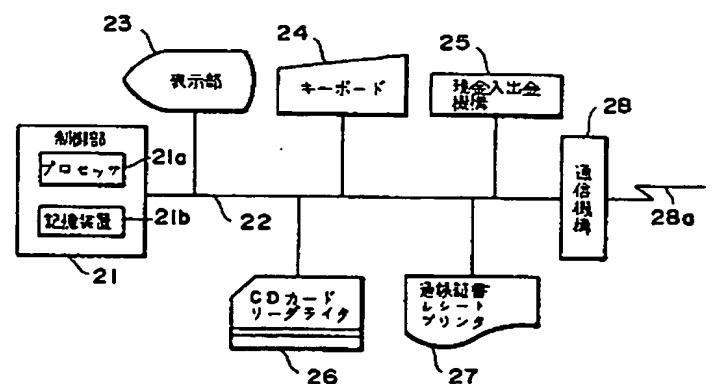 23
表示部
24
キーボード
25
現金入出金
機構
28
通信機構
28a
制御部
プロセッサ
21a
記憶装置
21b
21
22
CDカード
リーダライタ
26
通帳証書
レシート
プリンタ
27